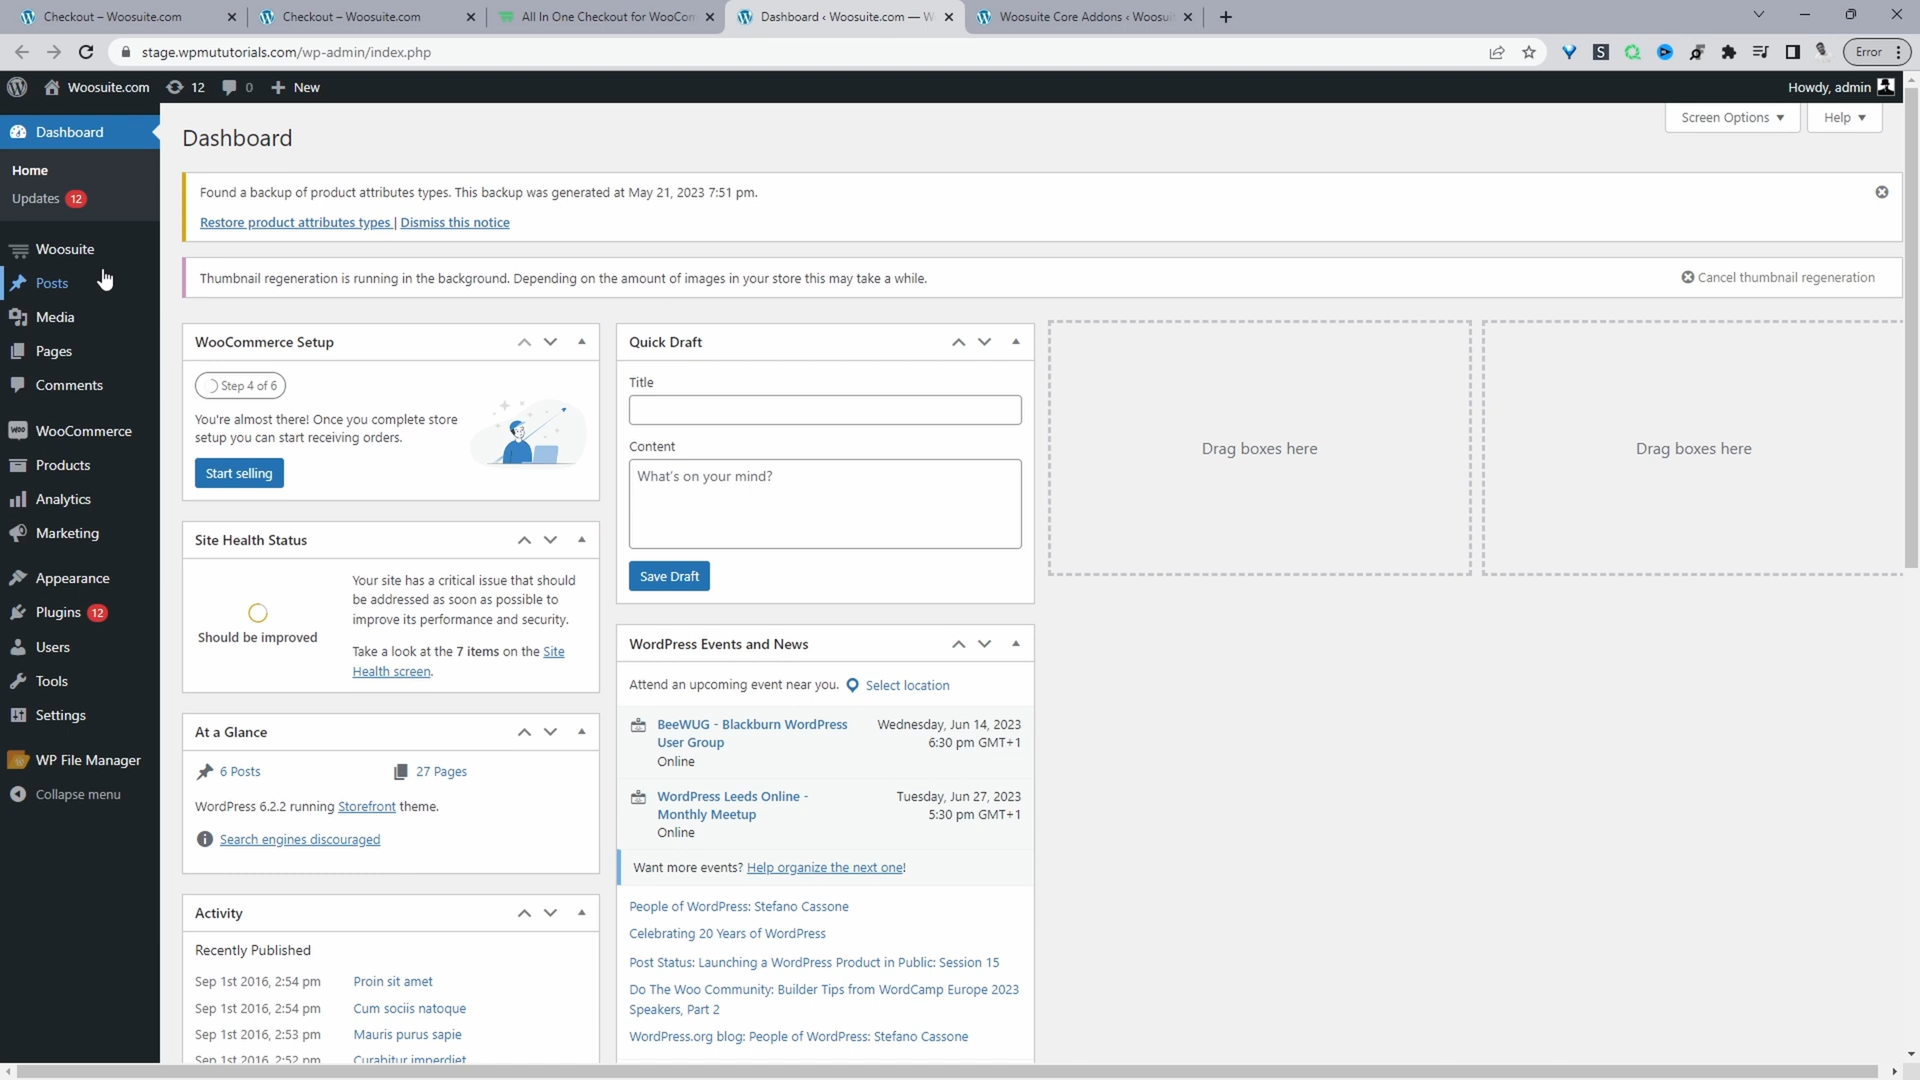 Checkout – Woosuite.com
Checkout – Woosuite.com
All In One Checkout for WooCom
Dashboard ‹ Woosuite.com — W
Woosuite Core Addons ‹ Woosui
stage.wpmututorials.com/wp-admin/index.php
Error
Woosuite.com
12
0
New
Howdy, admin
Dashboard
Home
Updates 12
Woosuite
Posts
Media
Pages
Comments
WooCommerce
Products
Analytics
Marketing
Appearance
Plugins 12
Users
Tools
Settings
WP File Manager
Collapse menu
Screen Options
Help
Dashboard
Found a backup of product attributes types. This backup was generated at May 21, 2023 7:51 pm.
Restore product attributes types | Dismiss this notice
Thumbnail regeneration is running in the background. Depending on the amount of images in your store this may take a while.
Cancel thumbnail regeneration
WooCommerce Setup
Step 4 of 6
You're almost there! Once you complete store
setup you can start receiving orders.
Start selling
Site Health Status
Should be improved
Your site has a critical issue that should
be addressed as soon as possible to
improve its performance and security.
Take a look at the 7 items on the Site
Health screen.
At a Glance
6 Posts
27 Pages
WordPress 6.2.2 running Storefront theme.
Search engines discouraged
Activity
Recently Published
Sep 1st 2016, 2:54 pm Proin sit amet
Sep 1st 2016, 2:54 pm Cum sociis natoque
Sep 1st 2016, 2:53 pm Mauris purus sapie
Sep 1st 2016, 2:52 pm Curabitur imperdiet
Quick Draft
Title
Content
What's on your mind?
Save Draft
WordPress Events and News
Attend an upcoming event near you. Select location
BeeWUG - Blackburn WordPress
User Group
Online
Wednesday, Jun 14, 2023
6:30 pm GMT+1
WordPress Leeds Online -
Monthly Meetup
Online
Tuesday, Jun 27, 2023
5:30 pm GMT+1
Want more events? Help organize the next one!
People of WordPress: Stefano Cassone
Celebrating 20 Years of WordPress
Post Status: Launching a WordPress Product in Public: Session 15
Do The Woo Community: Builder Tips from WordCamp Europe 2023
Speakers, Part 2
WordPress.org blog: People of WordPress: Stefano Cassone
Drag boxes here
Drag boxes here